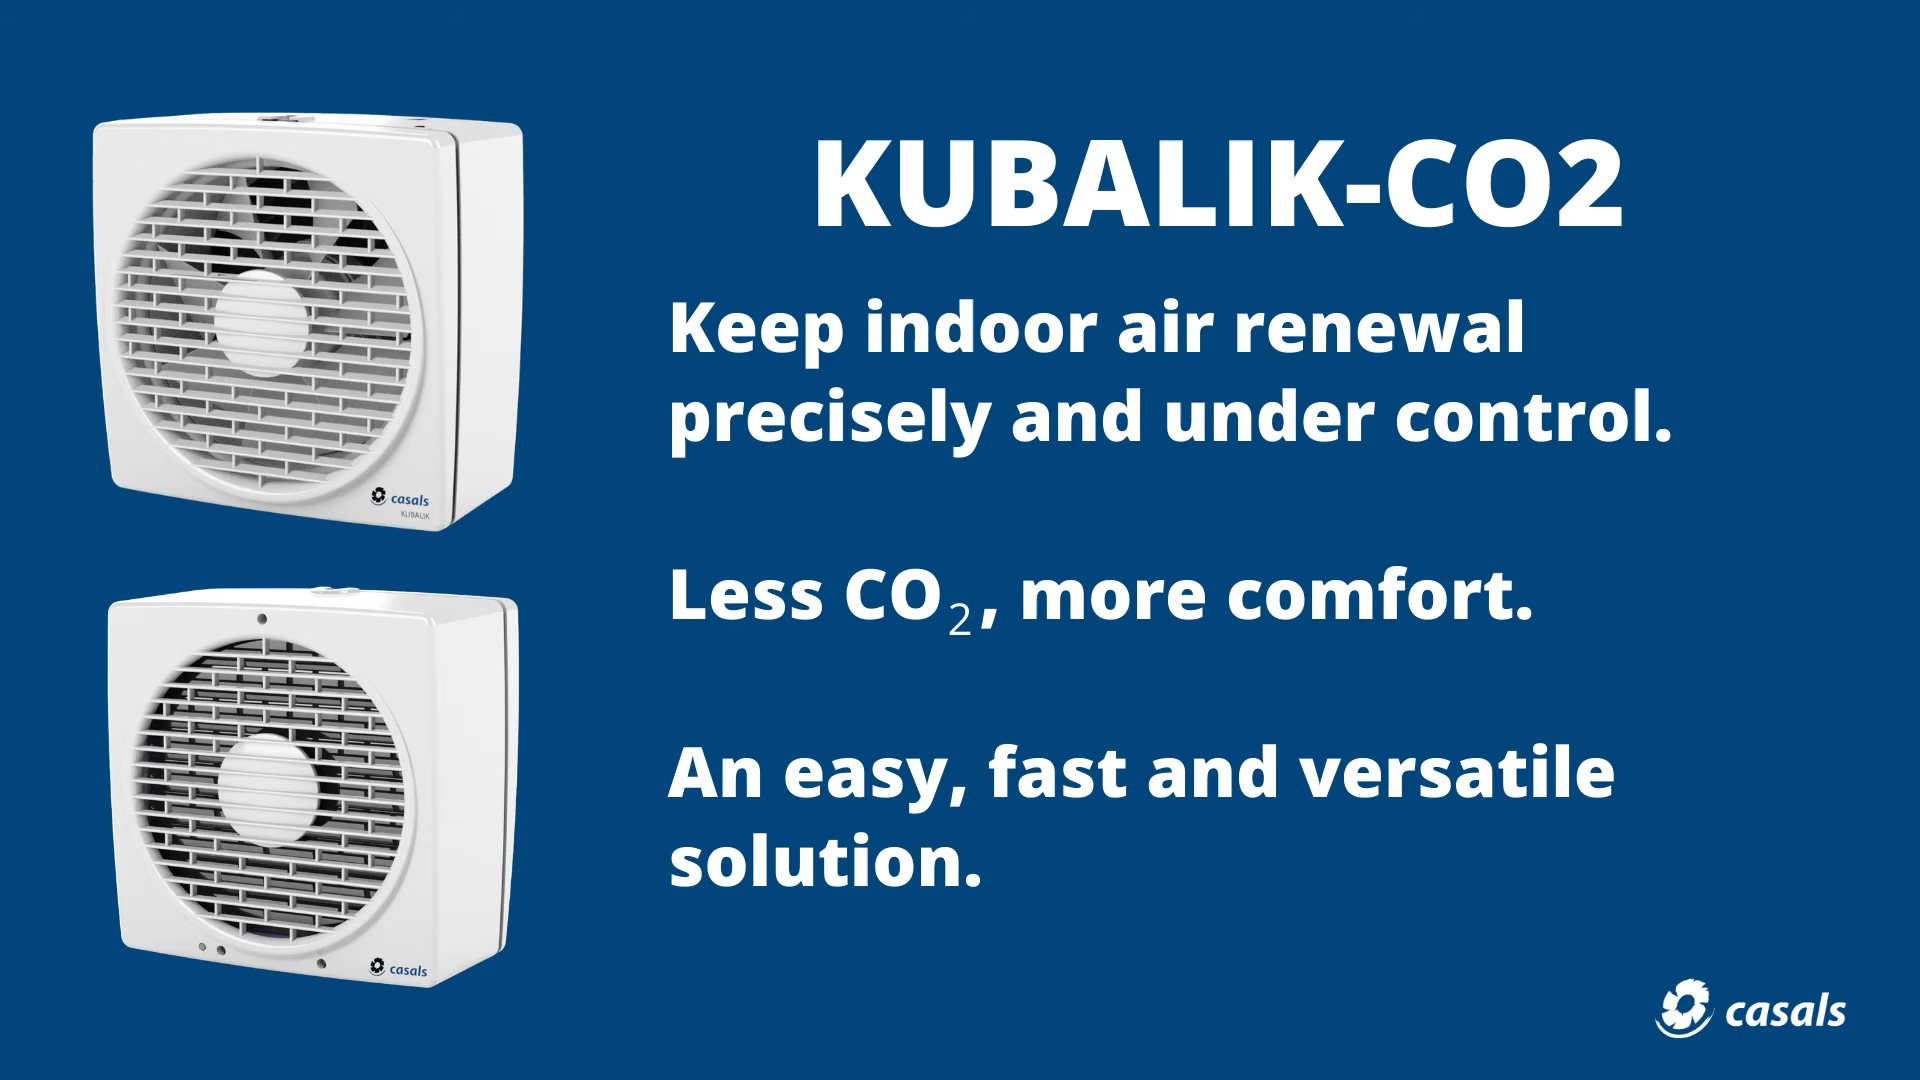 KUBALIK-CO2
Keep indoor air renewal
precisely and under control.
Less CO₂, more comfort.
An easy, fast and versatile
solution.
casals
KUBALIK
casals
casals